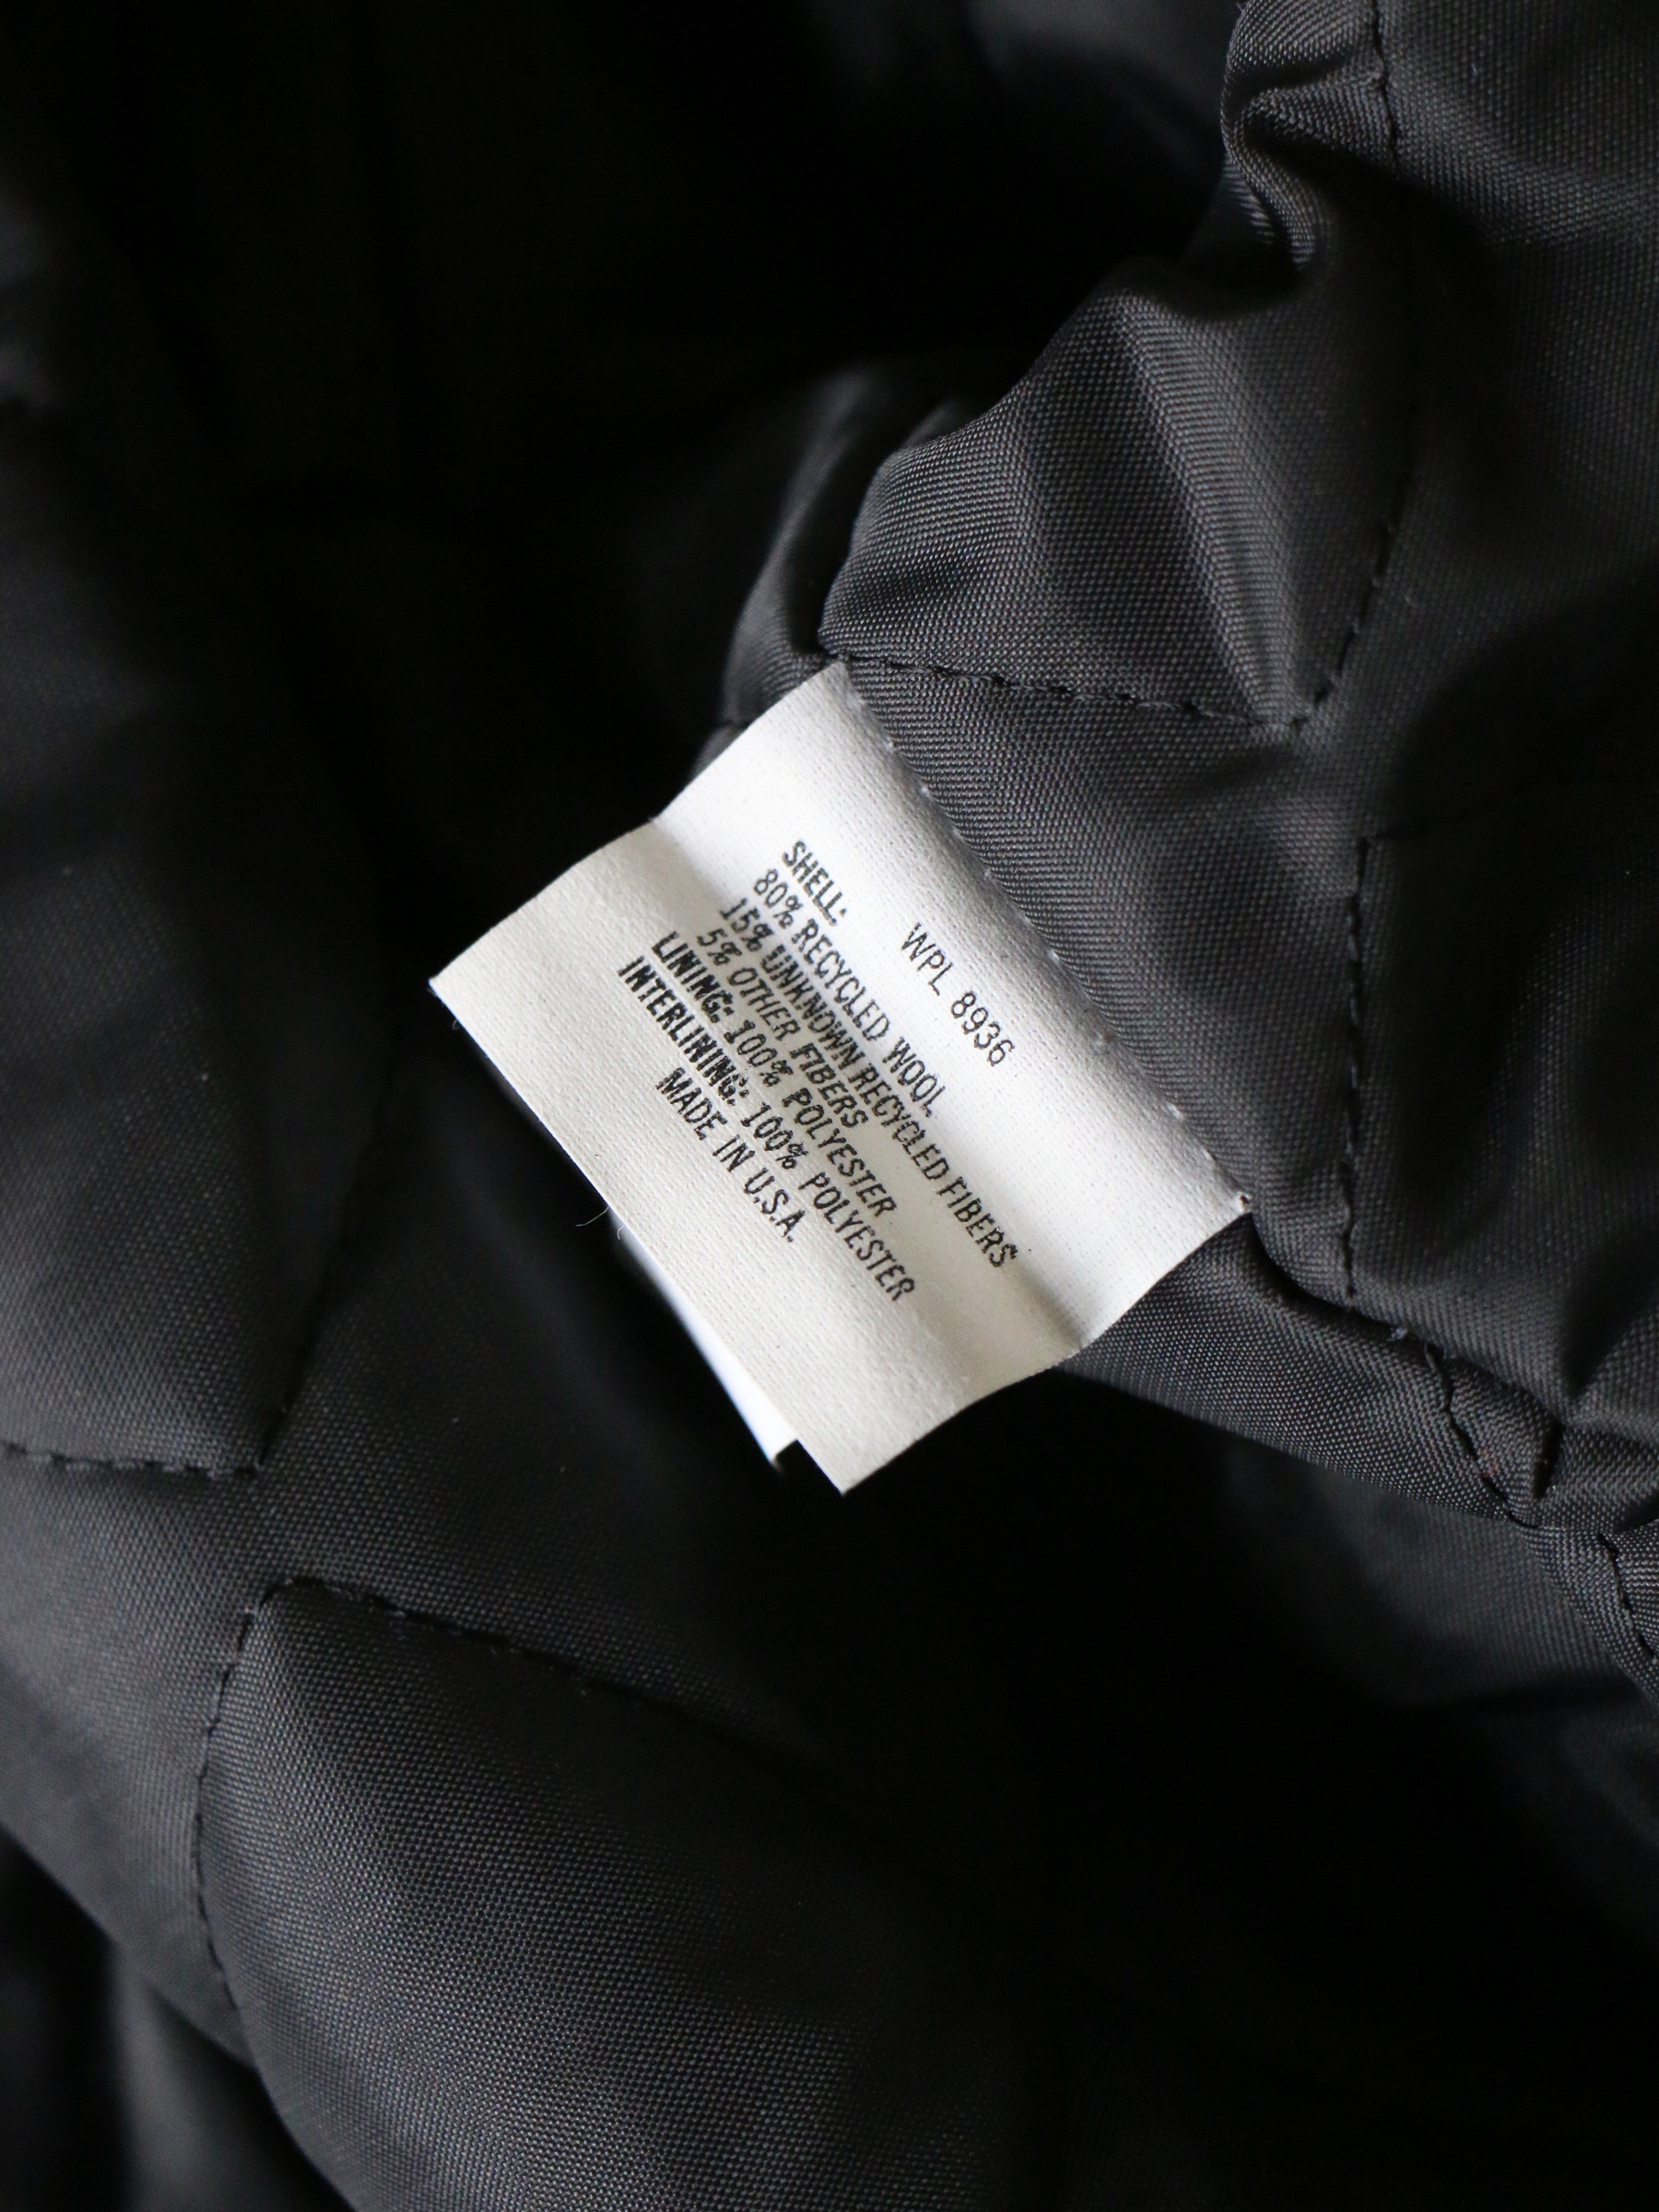 WPL 8936
SHELL:
80% RECYCLED WOOL
15% UNKNOWN RECYCLED FIBERS
5% OTHER FIBERS
LINING: 100% POLYESTER
INTERLINING: 100% POLYESTER
MADE IN U.S.A.